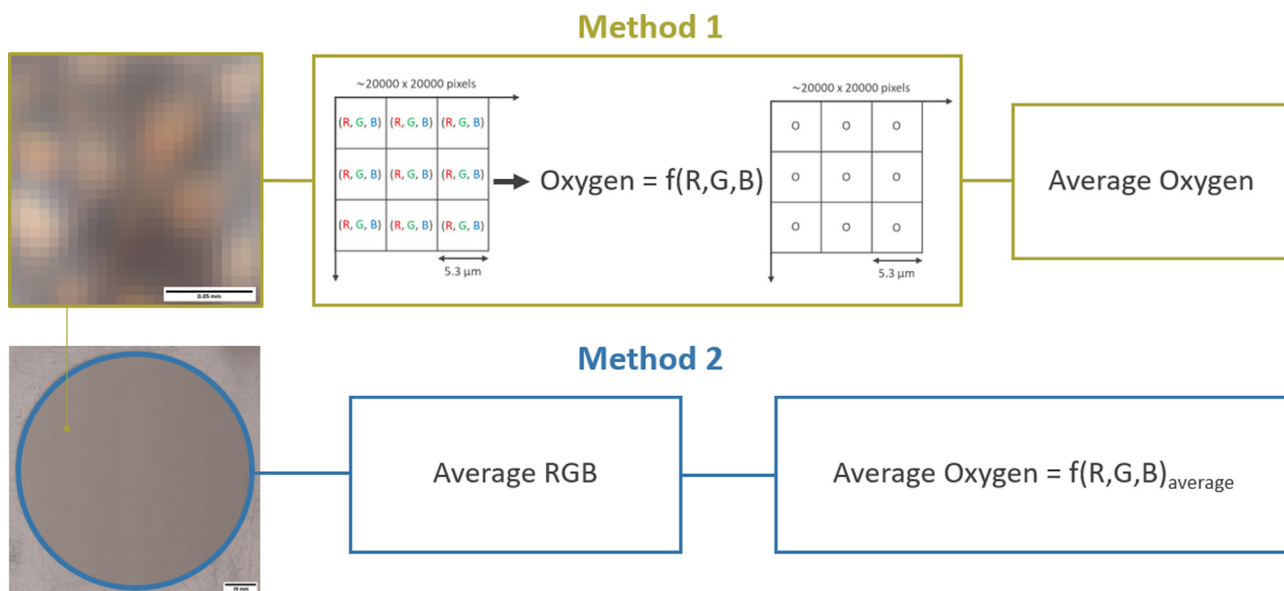 Method 1
~20000 x 20000 pixels
(R, G, B) (R, G, B) (R, G, B)
(R, G, B) (R, G, B) (R, G, B)
(R, G, B) (R, G, B) (R, G, B)
5.3 µm
Oxygen = f(R,G,B)
~20000 x 20000 pixels
O O O
O O O
O O O
5.3 µm
Average Oxygen
0.05 mm
Method 2
Average RGB
Average Oxygen = f(R,G,B)average